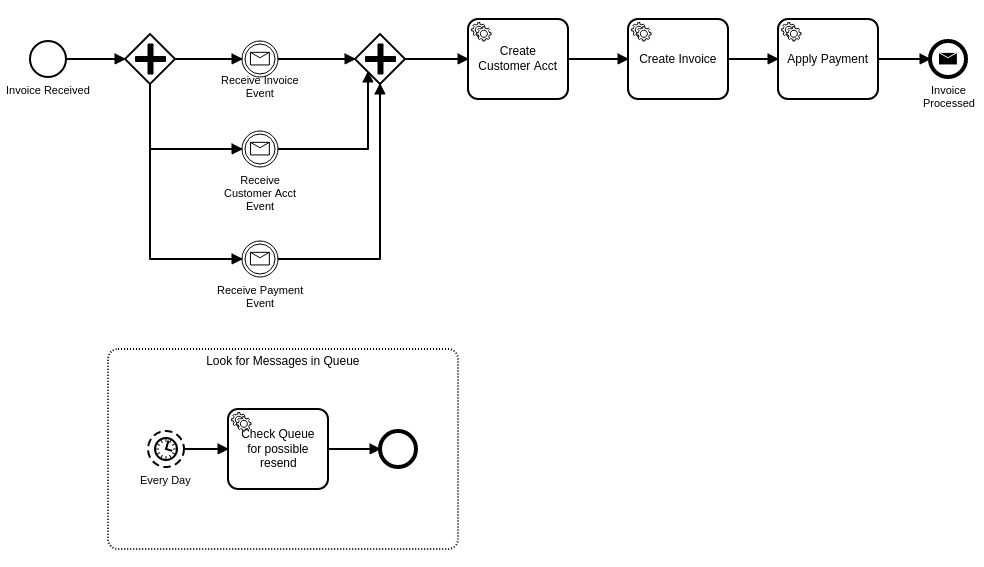 Invoice Received
Receive Invoice
Event
Receive
Customer Acct
Event
Receive Payment
Event
Create
Customer Acct
Create Invoice
Apply Payment
Invoice
Processed
Look for Messages in Queue
Every Day
Check Queue
for possible
resend